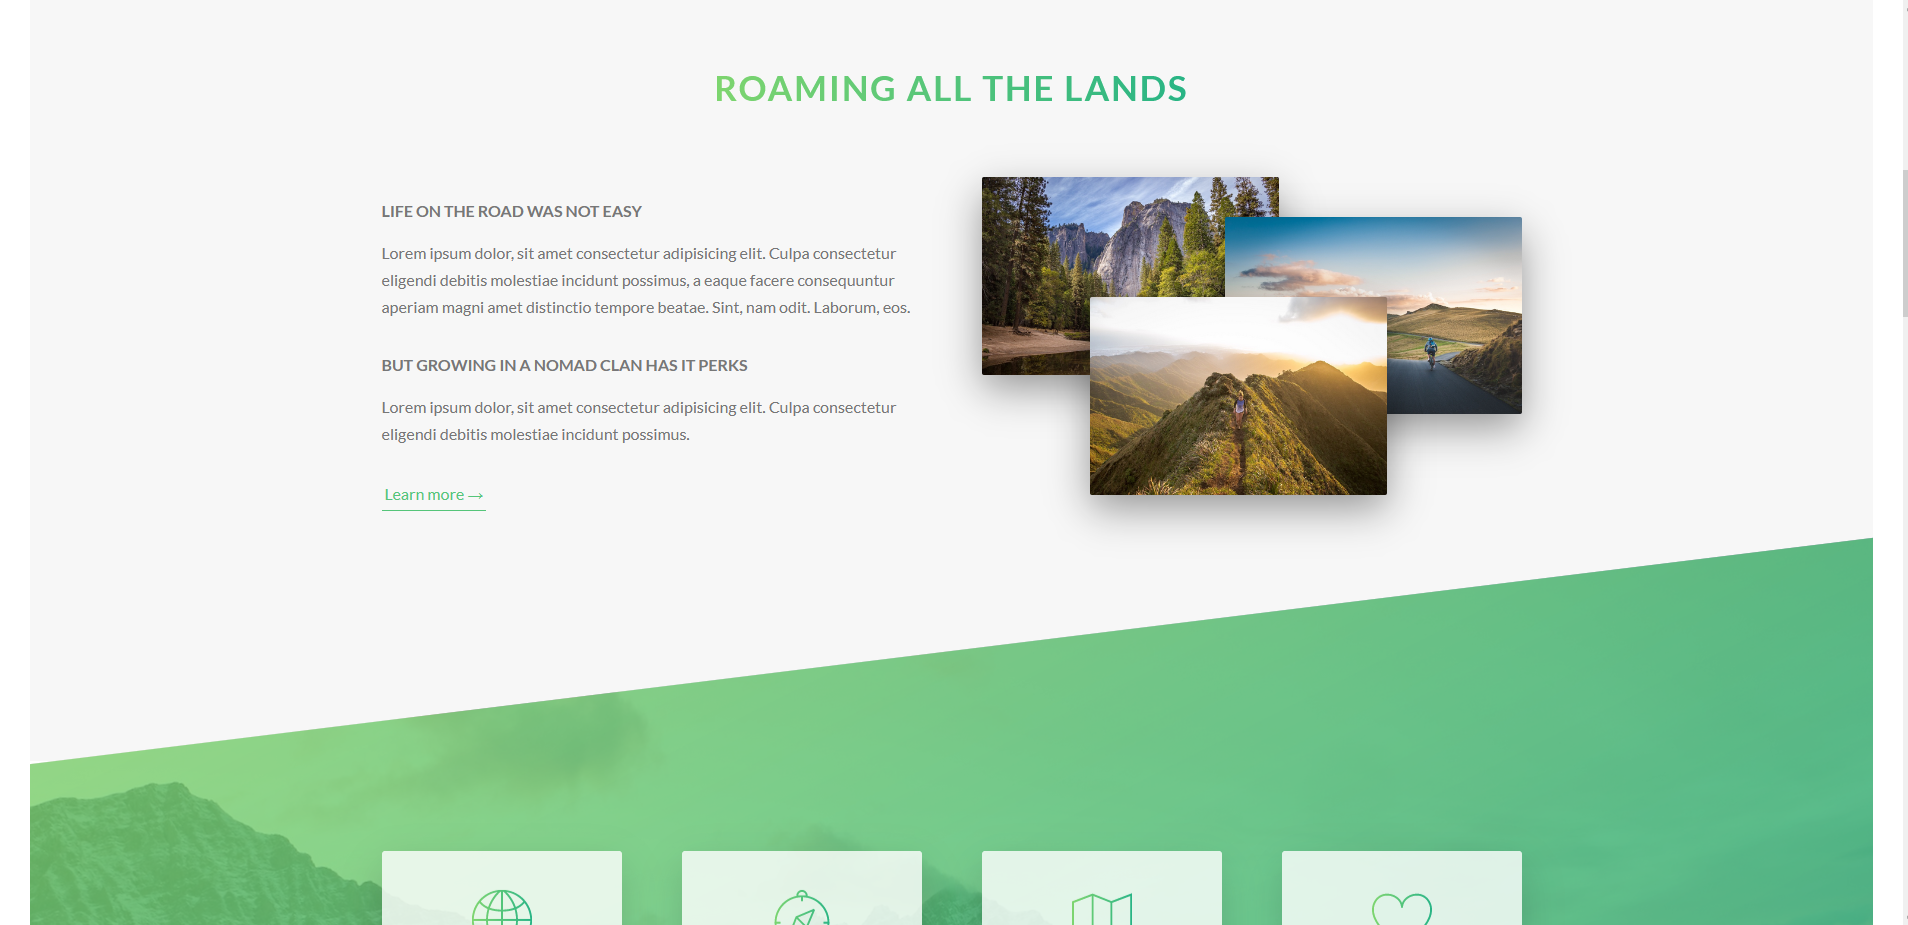 ROAMING ALL THE LANDS
LIFE ON THE ROAD WAS NOT EASY
Lorem ipsum dolor, sit amet consectetur adipisicing elit. Culpa consectetur
eligendi debitis molestiae incidunt possimus, a eaque facere consequuntur
aperiam magni amet distinctio tempore beatae. Sint, nam odit. Laborum, eos.
BUT GROWING IN A NOMAD CLAN HAS IT PERKS
Lorem ipsum dolor, sit amet consectetur adipisicing elit. Culpa consectetur
eligendi debitis molestiae incidunt possimus.
Learn more →